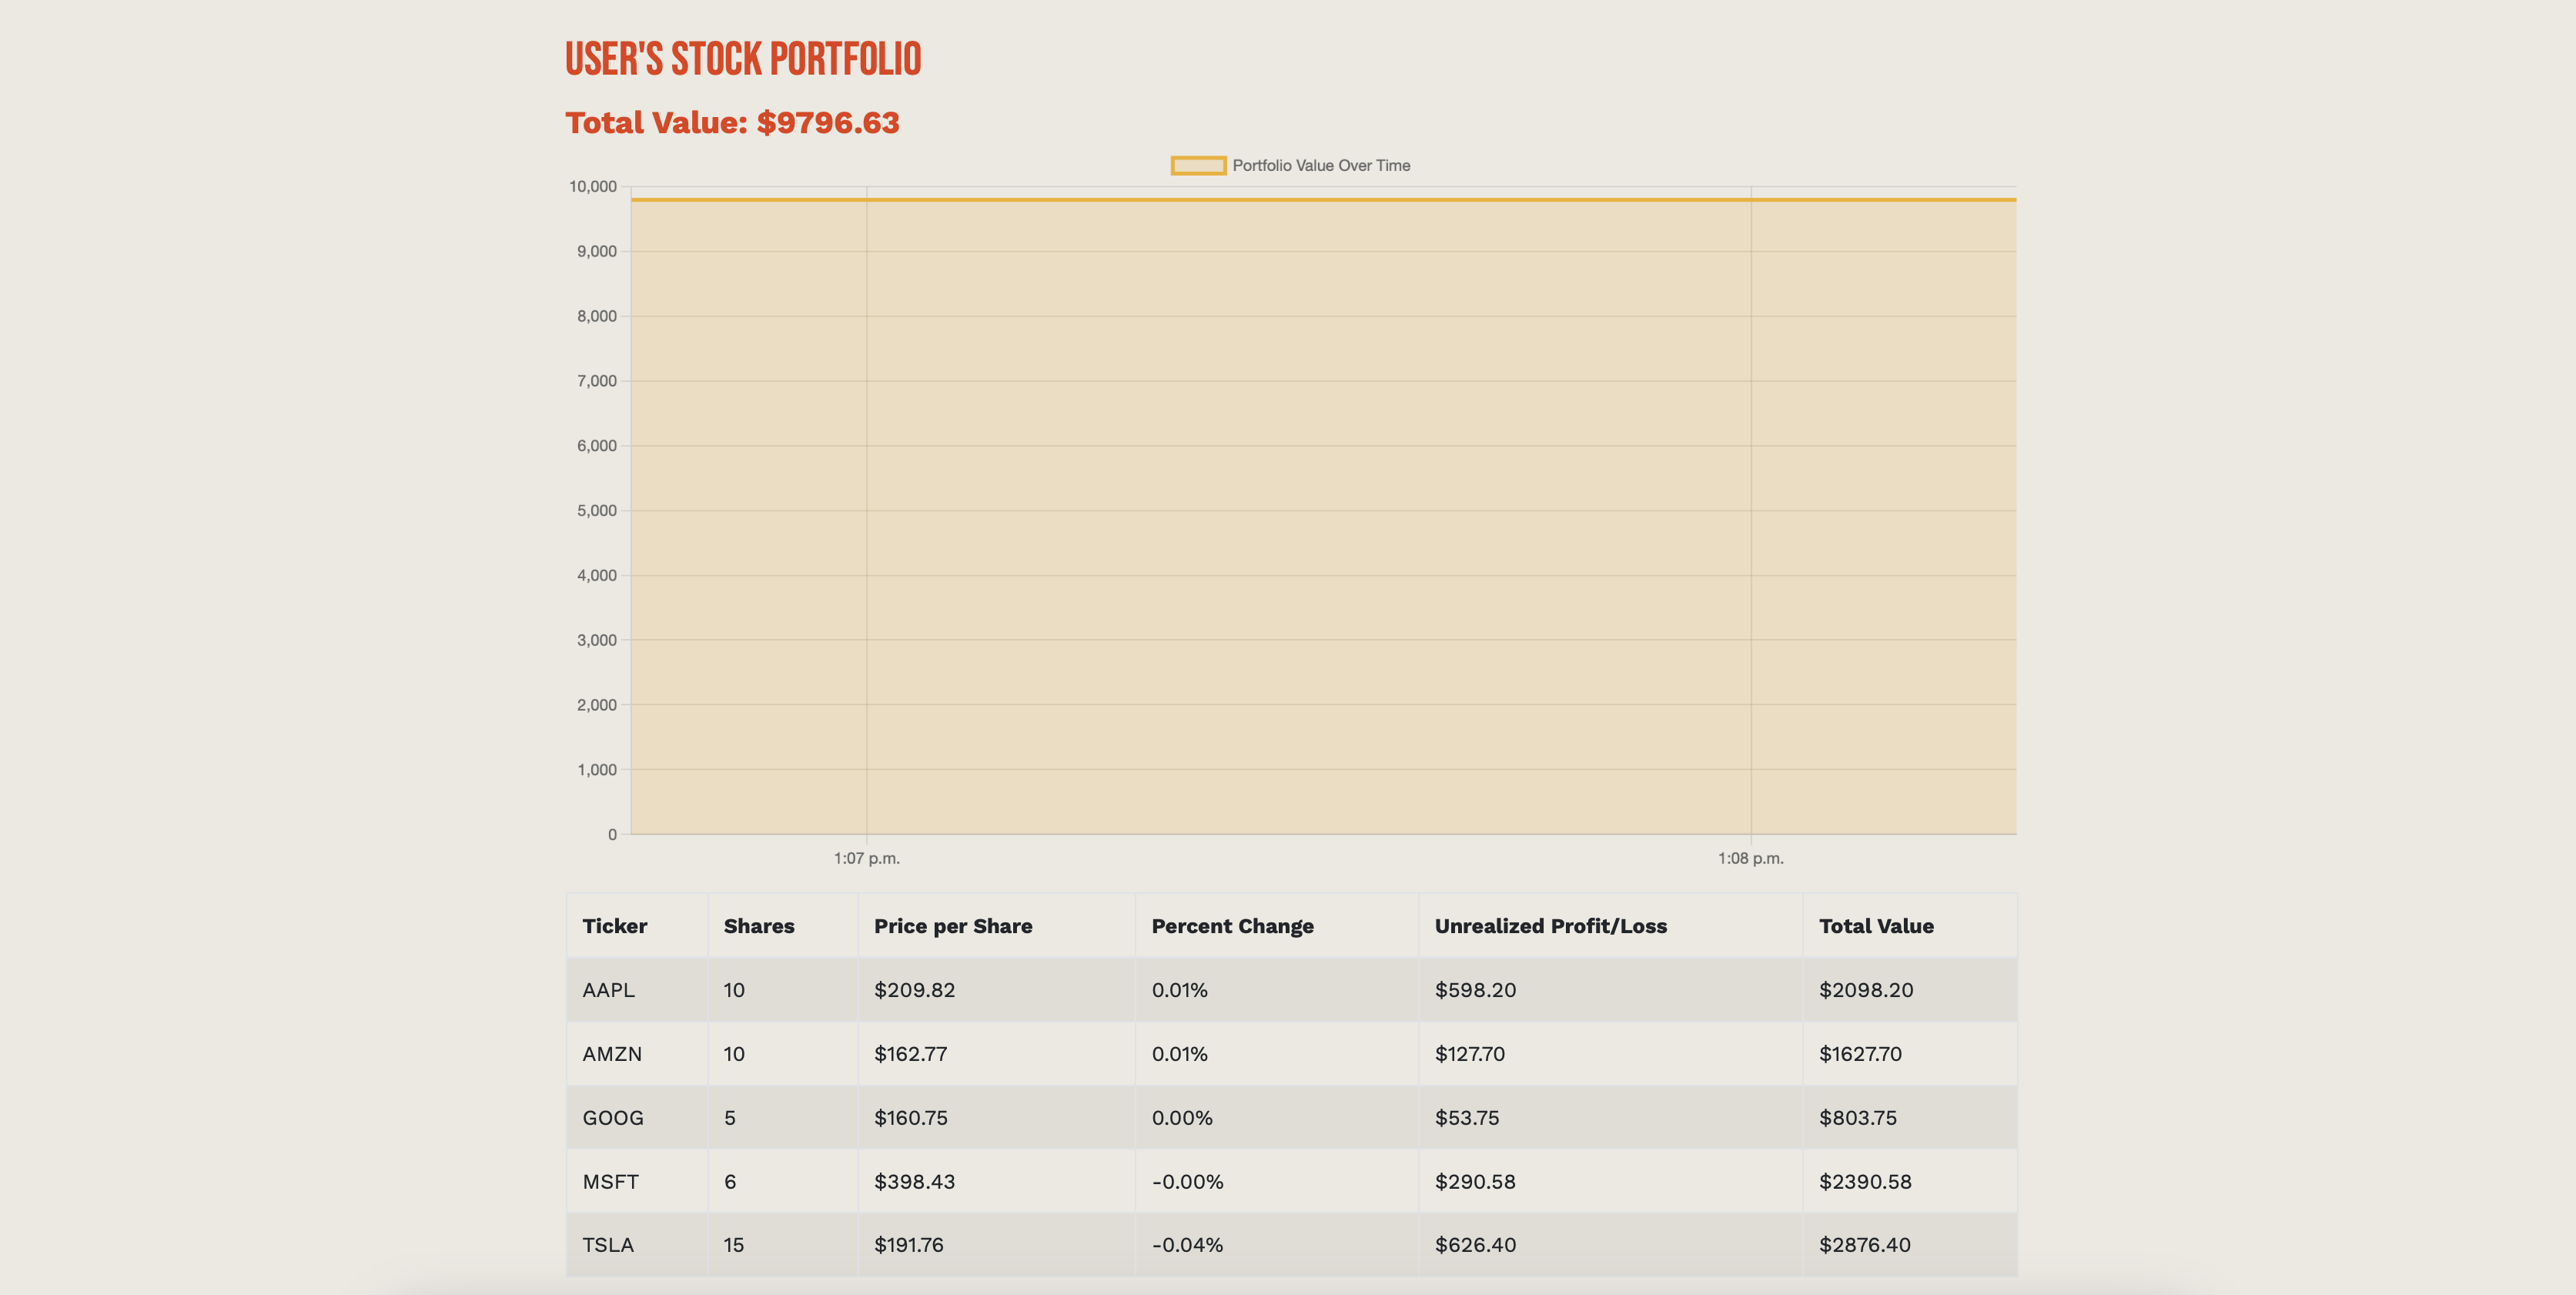 USER'S STOCK PORTFOLIO
Total Value: $9796.63
Portfolio Value Over Time
10,000
9,000
8,000
7,000
6,000
5,000
4,000
3,000
2,000
1,000
0
1:07 p.m. 1:08 p.m.
Ticker Shares Price per Share Percent Change Unrealized Profit/Loss Total Value
AAPL 10 $209.82 0.01% $598.20 $2098.20
AMZN 10 $162.77 0.01% $127.70 $1627.70
GOOG 5 $160.75 0.00% $53.75 $803.75
MSFT 6 $398.43 -0.00% $290.58 $2390.58
TSLA 15 $191.76 -0.04% $626.40 $2876.40